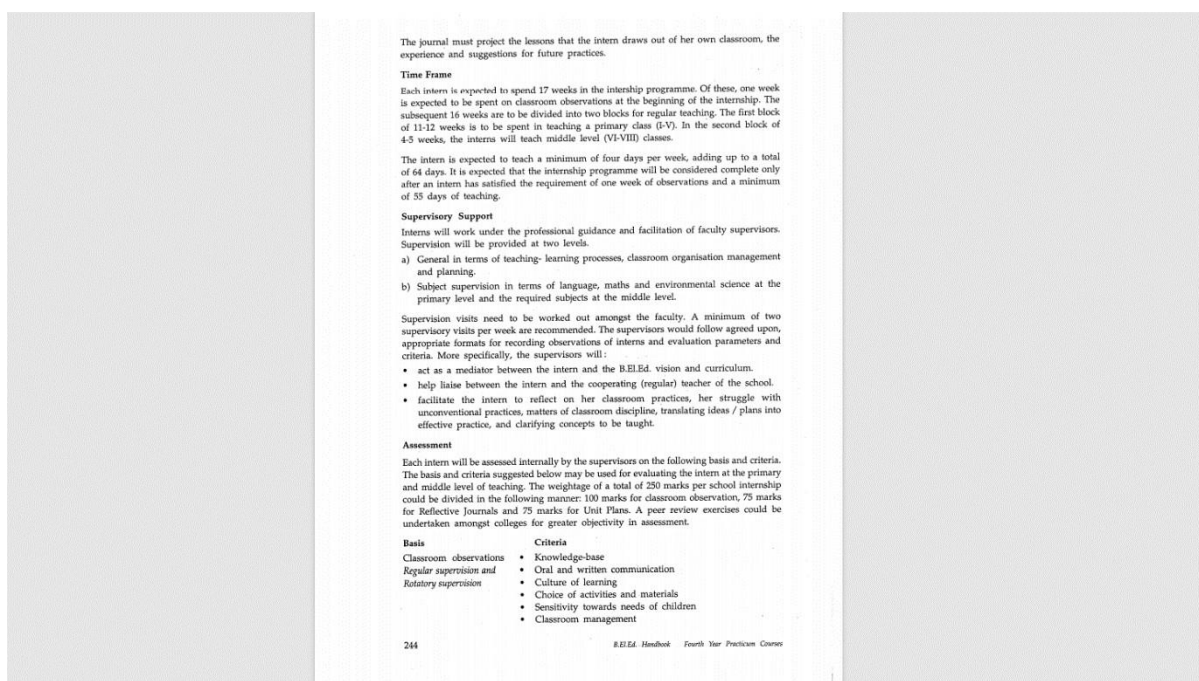 The journal must project the lessons that the intern draws out of her own classroom, the
experience and suggestions for future practices.
Time Frame
Each intern is expected to spend 17 weeks in the intership programme. Of these, one week
is expected to be spent on classroom observations at the beginning of the internship. The
subsequent 16 weeks are to be divided into two blocks for regular teaching. The first block
of 11-12 weeks is to be spent in teaching a primary class (I-V). In the second block of
4-5 weeks, the interns will teach middle level (VI-VIII) classes.
The intern is expected to teach a minimum of four days per week, adding up to a total
of 64 days. It is expected that the internship programme will be considered complete only
after an intern has satisfied the requirement of one week of observations and a minimum
of 55 days of teaching.
Supervisory Support
Interns will work under the professional guidance and facilitation of faculty supervisors.
Supervision will be provided at two levels.
a) General in terms of teaching- learning processes, classroom organisation management
and planning.
b) Subject supervision in terms of language, maths and environmental science at the
primary level and the required subjects at the middle level.
Supervision visits need to be worked out amongst the faculty. A minimum of two
supervisory visits per week are recommended. The supervisors would follow agreed upon,
appropriate formats for recording observations of interns and evaluation parameters and
criteria. More specifically, the supervisors will :
• act as a mediator between the intern and the B.El.Ed. vision and curriculum.
• help liaise between the intern and the cooperating (regular) teacher of the school.
• facilitate the intern to reflect on her classroom practices, her struggle with
unconventional practices, matters of classroom discipline, translating ideas / plans into
effective practice, and clarifying concepts to be taught.
Assessment
Each intern will be assessed internally by the supervisors on the following basis and criteria.
The basis and criteria suggested below may be used for evaluating the intern at the primary
and middle level of teaching. The weightage of a total of 250 marks per school internship
could be divided in the following manner: 100 marks for classroom observation, 75 marks
for Reflective Journals and 75 marks for Unit Plans. A peer review exercises could be
undertaken amongst colleges for greater objectivity in assessment.
Basis Criteria
Classroom observations • Knowledge-base
Regular supervision and • Oral and written communication
Rotatory supervision • Culture of learning
• Choice of activities and materials
• Sensitivity towards needs of children
• Classroom management
244 B.El.Ed. Handbook Fourth Year Practicum Courses